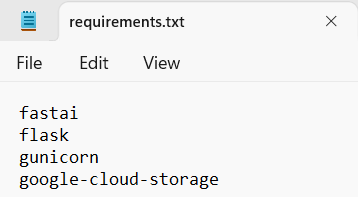 requirements.txt
File Edit View
fastai
flask
gunicorn
google-cloud-storage